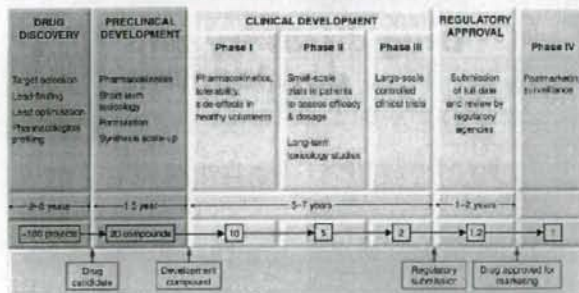 DRUG
DISCOVERY
PRECLINICAL
DEVELOPMENT
CLINICAL DEVELOPMENT
REGULATORY
APPROVAL
Phase I
Phase II
Phase III
Phase IV
Target selection
Lead-finding
Lead optimization
Pharmacological
profiling
Pharmacokinetics
Short-term
toxicology
Formulation
Synthesis scale-up
Pharmacokinetics,
tolerability,
side-effects in
healthy volunteers
Small-scale
trials in patients
to assess efficacy
& dosage
Long-term
toxicology studies
Large-scale
controlled
clinical trials
Submission
of full data
and review by
regulatory
agencies
Postmarketing
surveillance
years
1.5 year
5–7 years
1–2 years
~100 projects
20 compounds
10
5
2
1.2
1
Drug
candidate
Development
compound
Regulatory
submission
Drug approved for
marketing